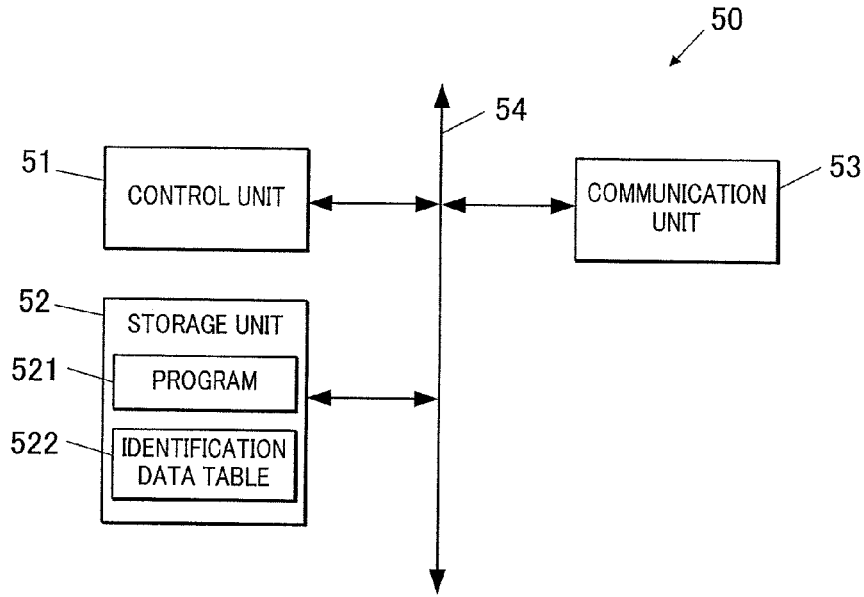 50
54
51
CONTROL UNIT
COMMUNICATION
UNIT
53
52
STORAGE UNIT
521
PROGRAM
522
IDENTIFICATION
DATA TABLE